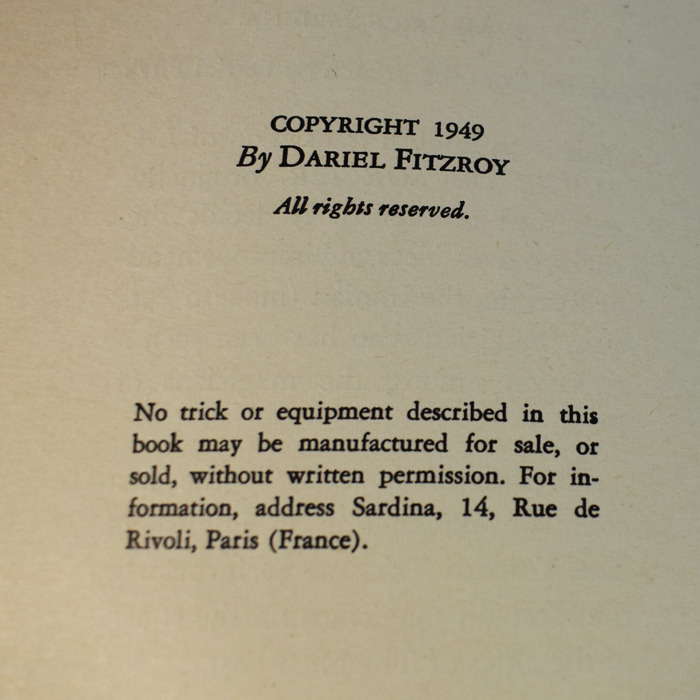 COPYRIGHT 1949
By DARIEL FITZROY
All rights reserved.
No trick or equipment described in this
book may be manufactured for sale, or
sold, without written permission. For in-
formation, address Sardina, 14, Rue de
Rivoli, Paris (France).